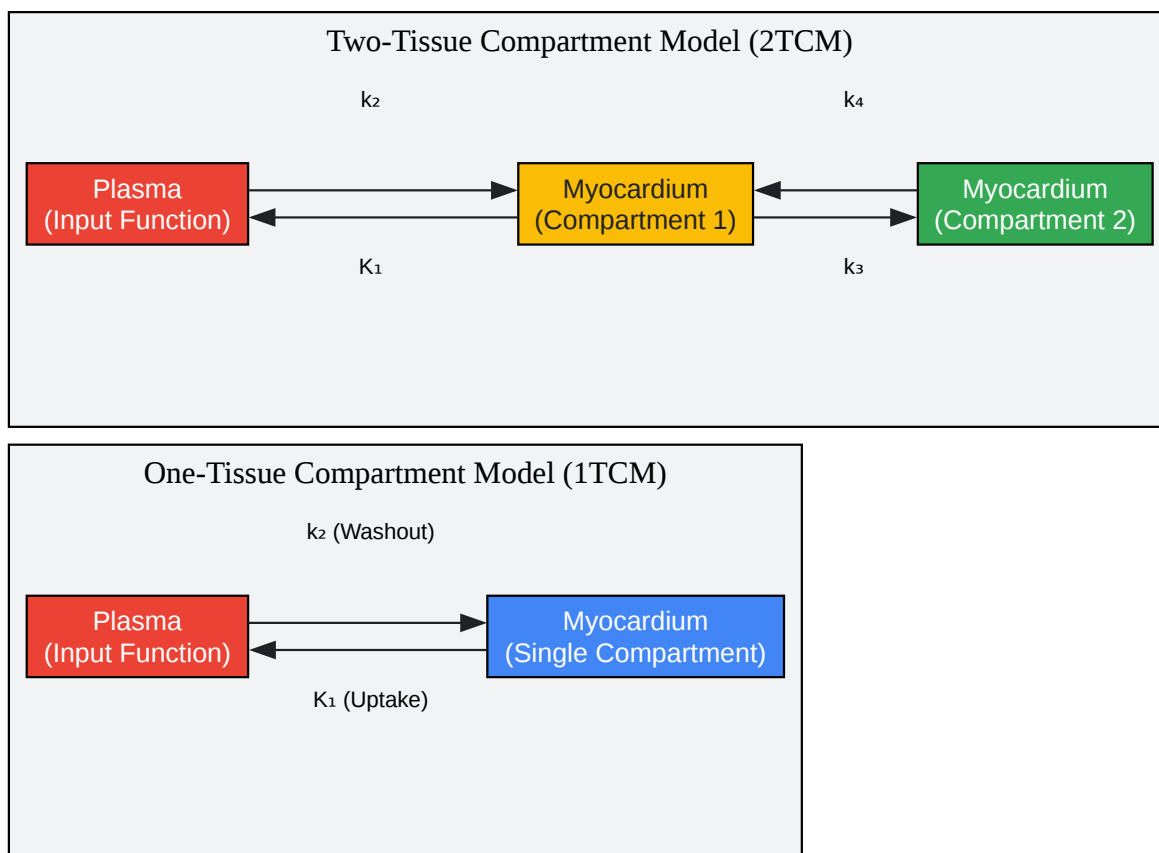 Two-Tissue Compartment Model (2TCM)
k₂
k₄
Plasma
(Input Function)
Myocardium
(Compartment 1)
Myocardium
(Compartment 2)
K₁
k₃
One-Tissue Compartment Model (1TCM)
k₂ (Washout)
Plasma
(Input Function)
Myocardium
(Single Compartment)
K₁ (Uptake)